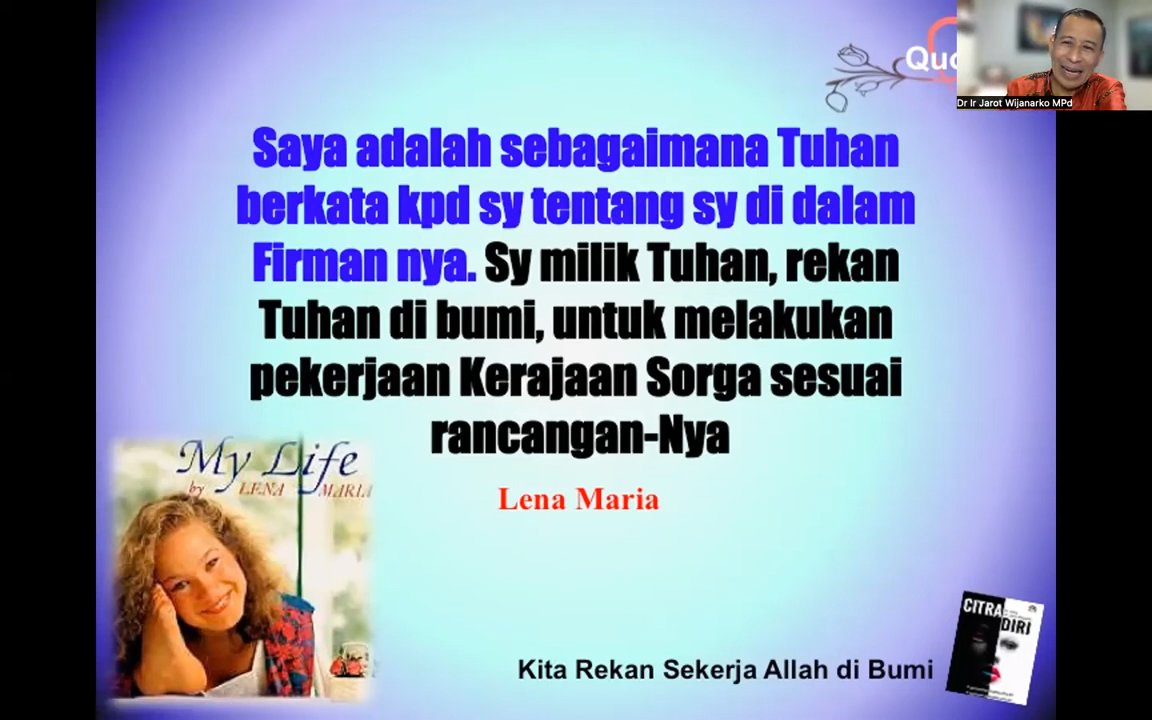 Quo
Dr Ir Jarot Wijanarko MPd
Saya adalah sebagaimana Tuhan
berkata kpd sy tentang sy di dalam
Firman nya. Sy milik Tuhan, rekan
Tuhan di bumi, untuk melakukan
pekerjaan Kerajaan Sorga sesuai
rancangan-Nya
Lena Maria
My Life
by LENA MARIA
Kita Rekan Sekerja Allah di Bumi
CITRA
DIRI